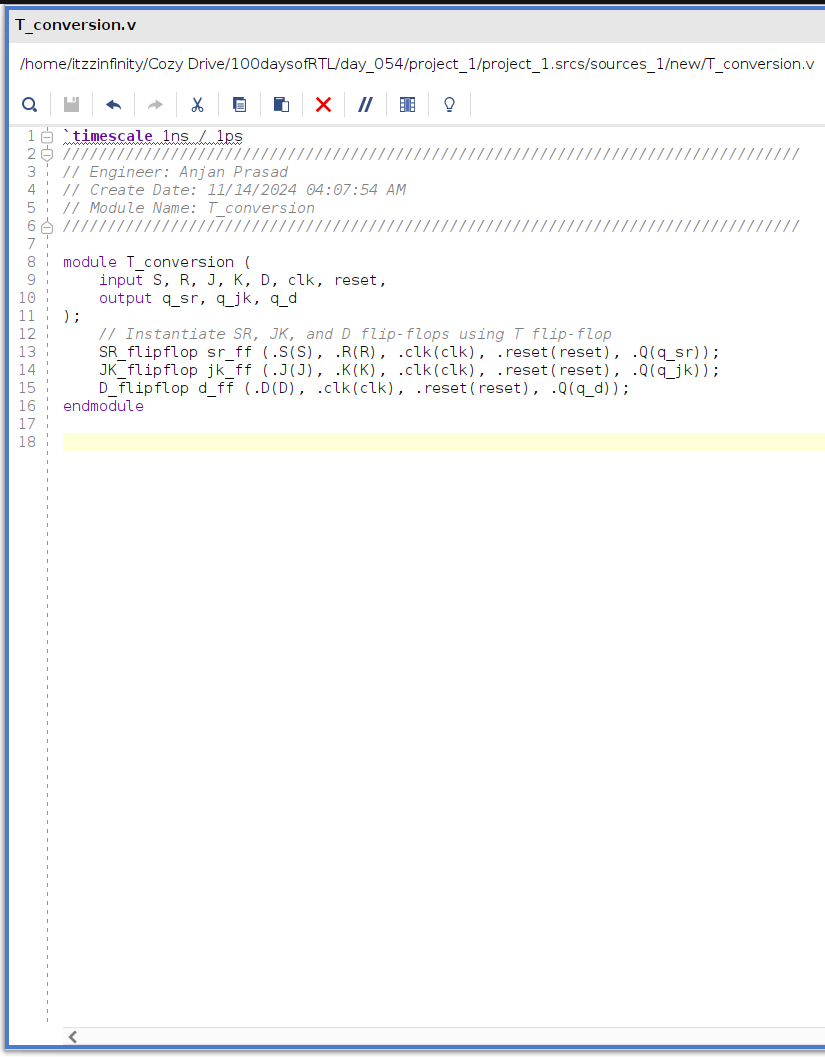 T_conversion.v
/home/itzzinfinity/Cozy Drive/100daysofRTL/day_054/project_1/project_1.srcs/sources_1/new/T_conversion.v
1 `timescale 1ns / 1ps
2 //////////////////////////////////////////////////////////////////////////////////
3 // Engineer: Anjan Prasad
4 // Create Date: 11/14/2024 04:07:54 AM
5 // Module Name: T_conversion
6 //////////////////////////////////////////////////////////////////////////////////
7
8 module T_conversion (
9     input S, R, J, K, D, clk, reset,
10     output q_sr, q_jk, q_d
11 );
12     // Instantiate SR, JK, and D flip-flops using T flip-flop
13     SR_flipflop sr_ff (.S(S), .R(R), .clk(clk), .reset(reset), .Q(q_sr));
14     JK_flipflop jk_ff (.J(J), .K(K), .clk(clk), .reset(reset), .Q(q_jk));
15     D_flipflop d_ff (.D(D), .clk(clk), .reset(reset), .Q(q_d));
16 endmodule
17
18